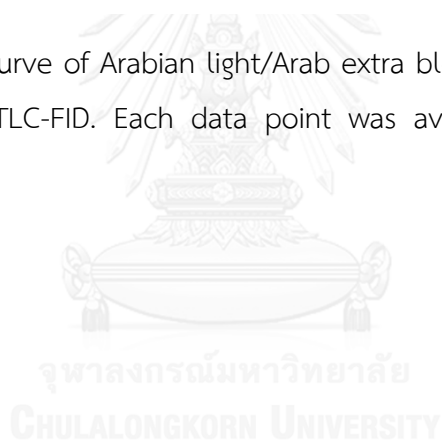 urve of Arabian light/Arab extra bl
TLC-FID. Each data point was av
จุฬาลงกรณ์มหาวิทยาลัย
CHULALONGKORN UNIVERSITY